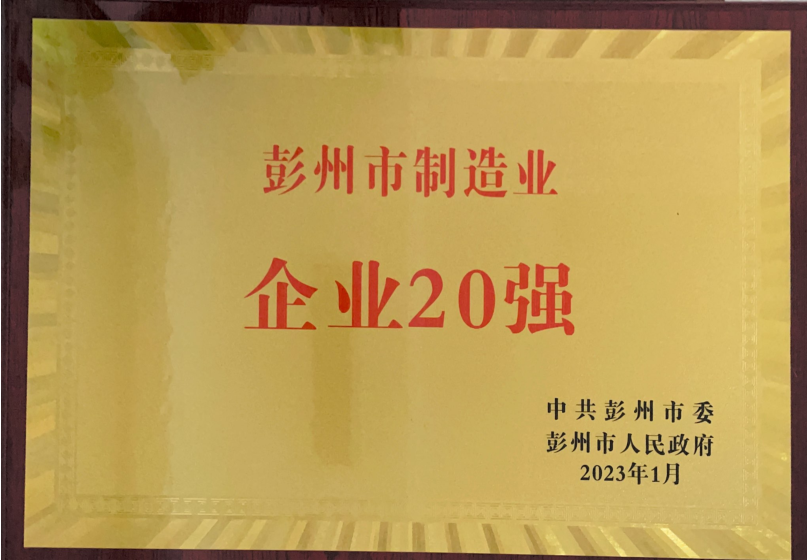 彭州市制造业
企业20强
中共彭州市委
彭州市人民政府
2023年1月